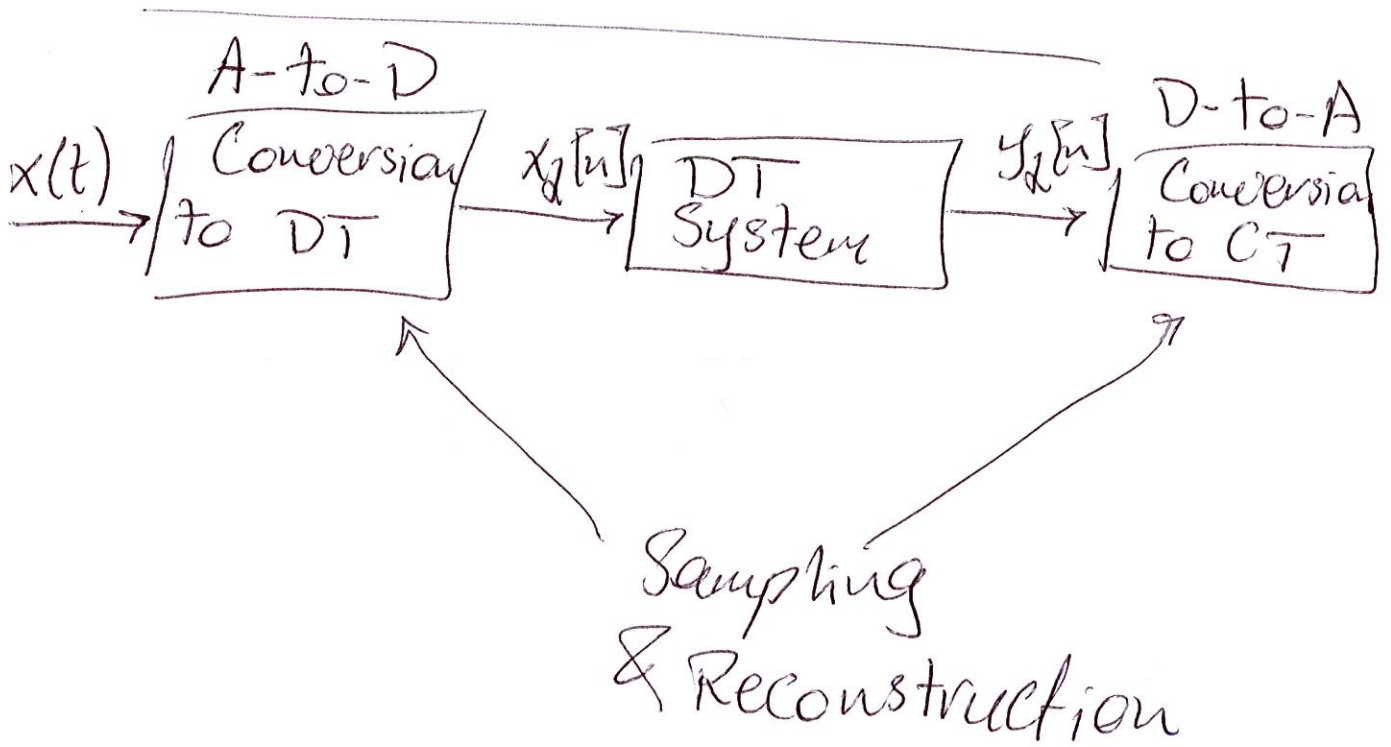 A-to-D
D-to-A
x(t)
Conversion
to DT
x_d[n]
DT
System
y_d[n]
Conversion
to CT
Sampling
& Reconstruction